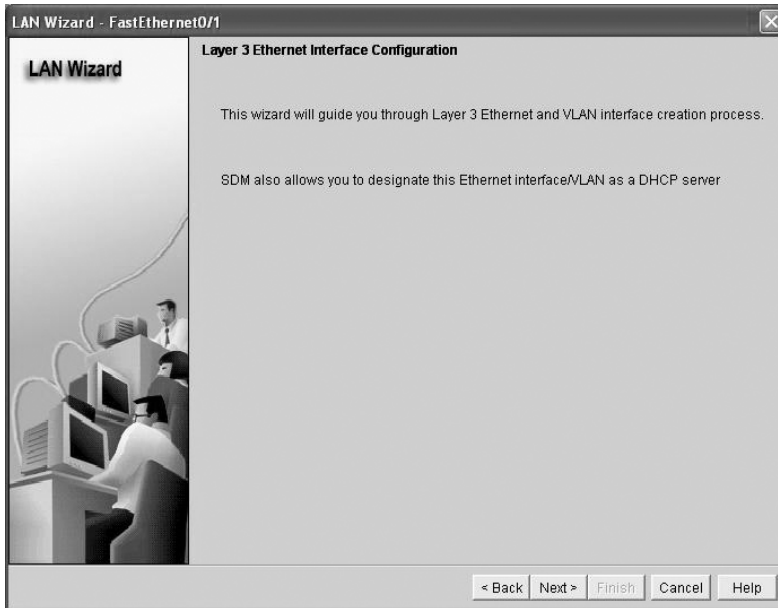 LAN Wizard - FastEthernet0/1
LAN Wizard
Layer 3 Ethernet Interface Configuration
This wizard will guide you through Layer 3 Ethernet and VLAN interface creation process.
SDM also allows you to designate this Ethernet interface/VLAN as a DHCP server
< Back
Next >
Finish
Cancel
Help